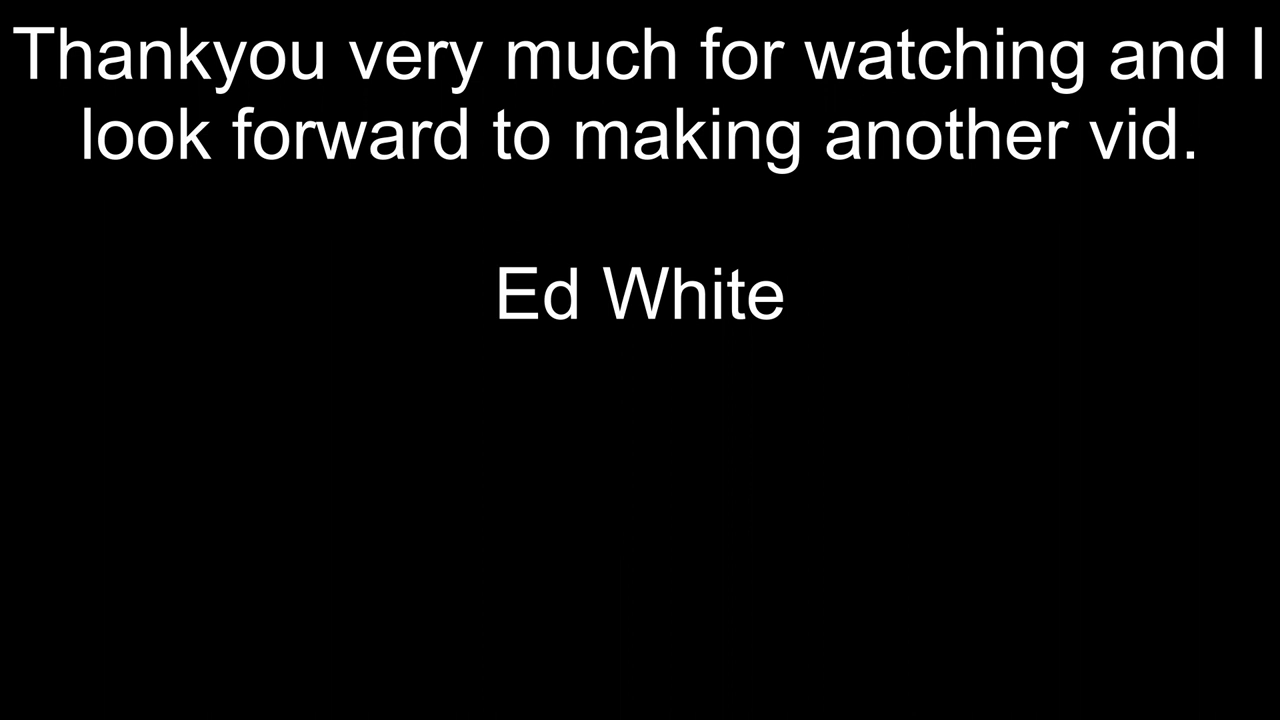 Thankyou very much for watching and I
look forward to making another vid.
Ed White